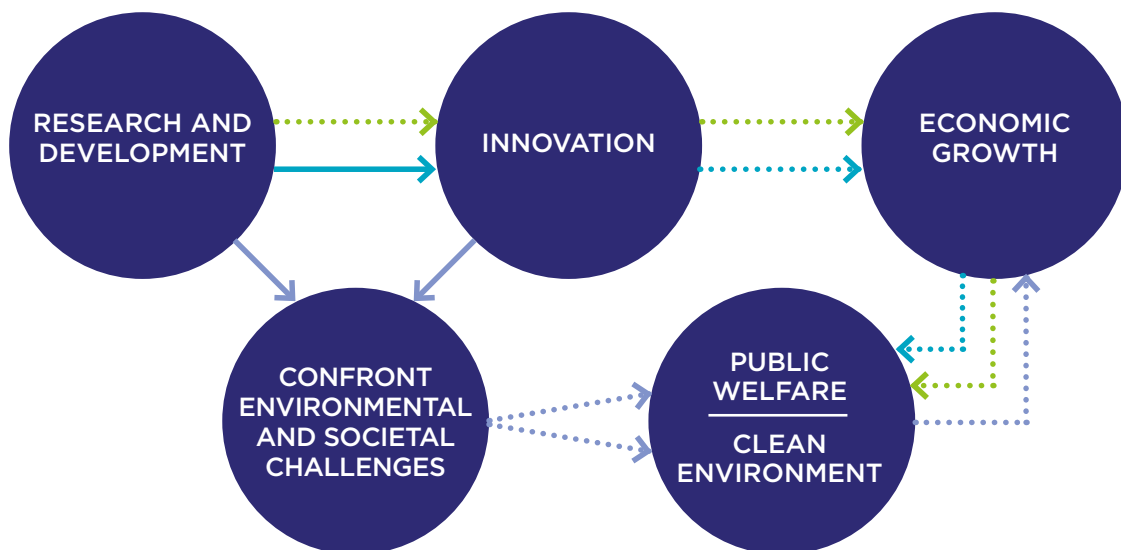 RESEARCH AND
DEVELOPMENT
INNOVATION
ECONOMIC
GROWTH
CONFRONT
ENVIRONMENTAL
AND SOCIETAL
CHALLENGES
PUBLIC
WELFARE
CLEAN
ENVIRONMENT